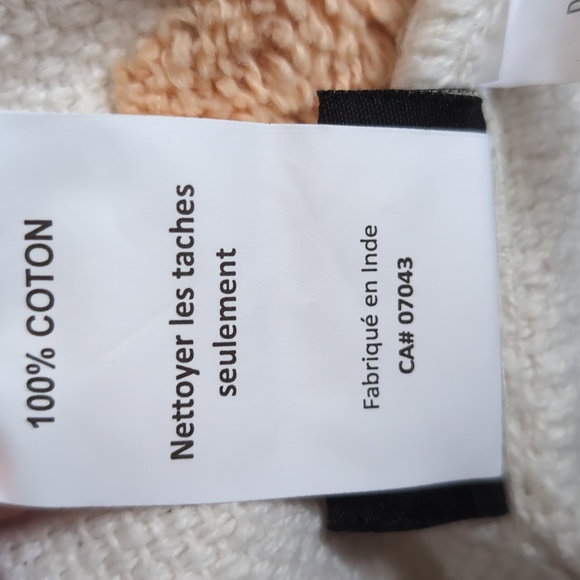 100% COTON
Nettoyer les taches
seulement
Fabriqué en Inde
CA# 07043